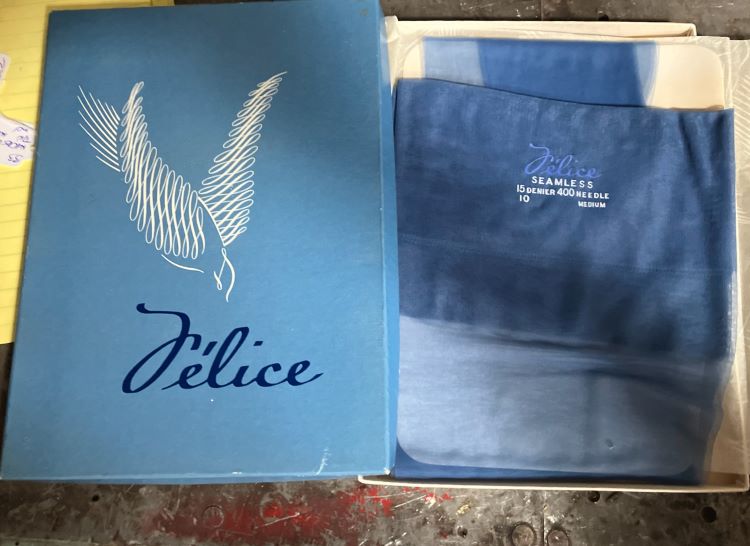 Félice
Félice
SEAMLESS
15 DENIER 400 NEEDLE
10 MEDIUM